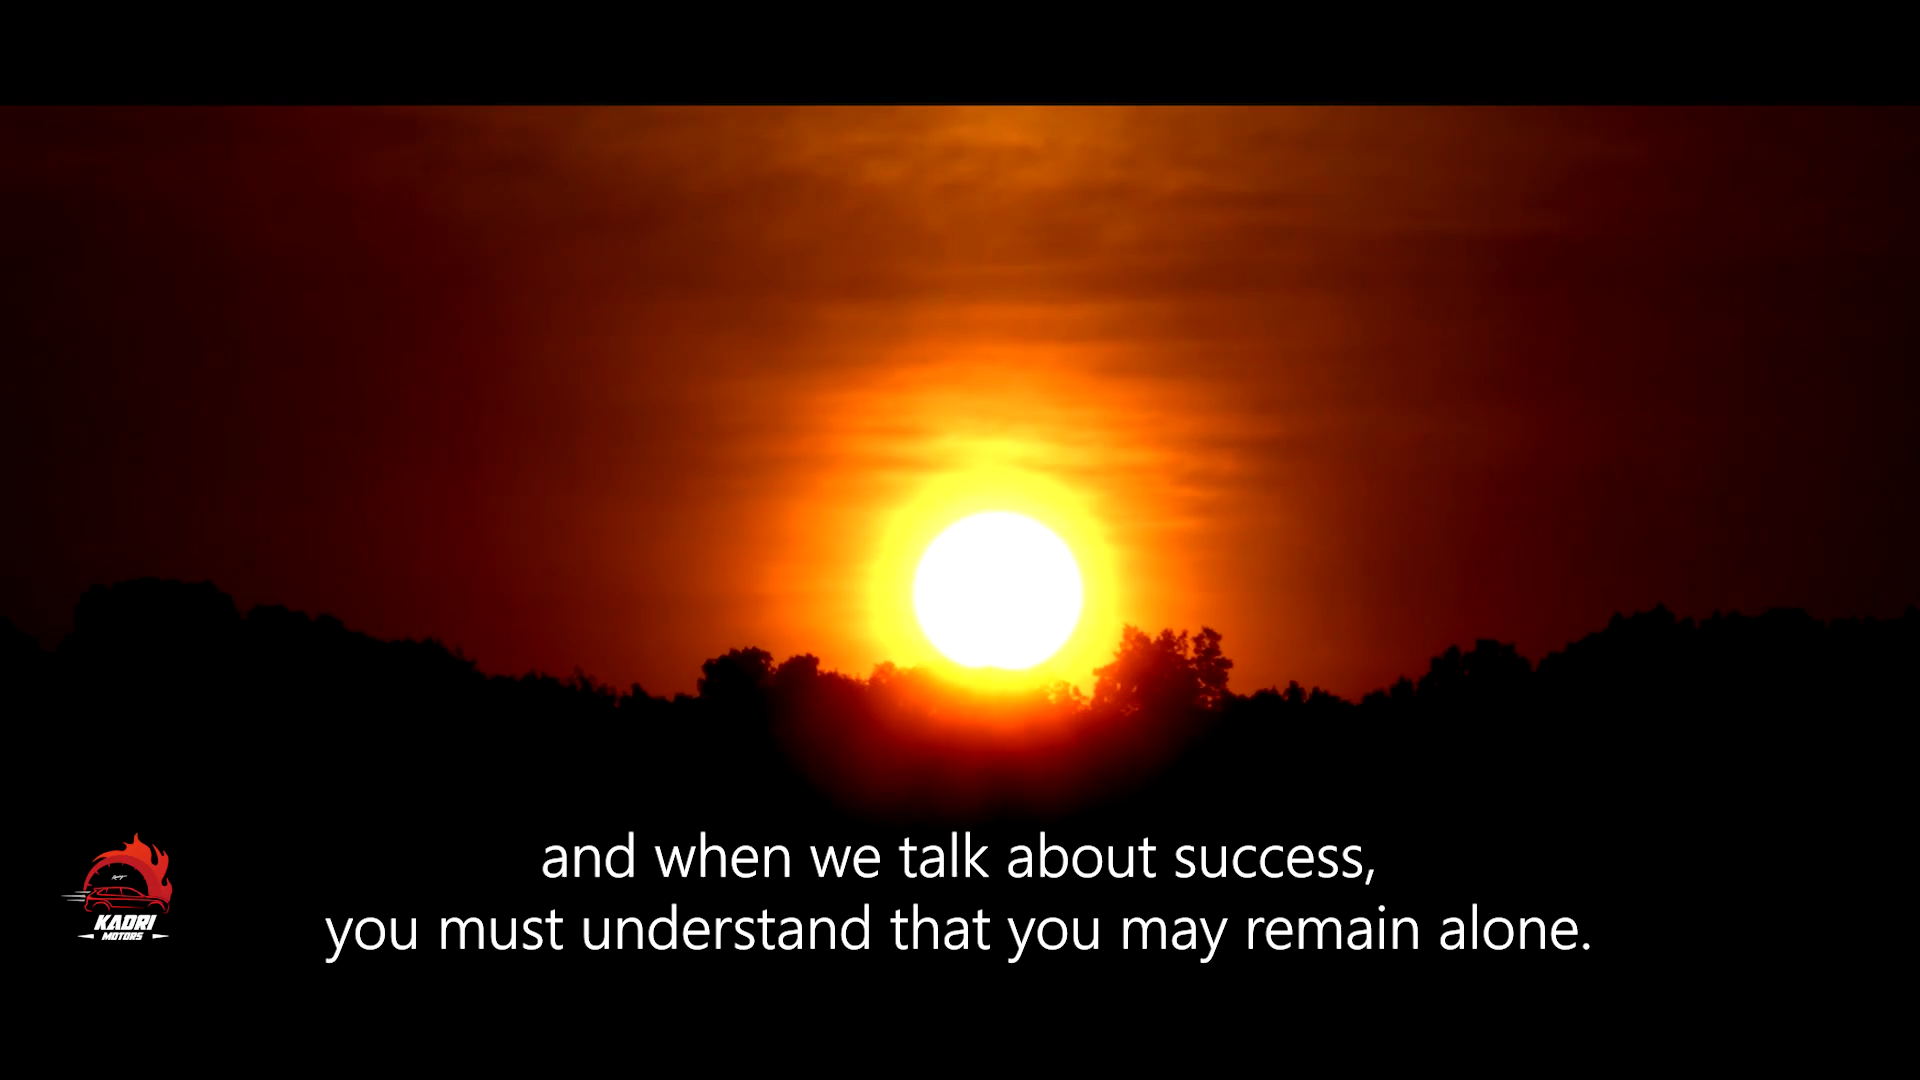 and when we talk about success,
you must understand that you may remain alone.
KADRI
MOTORS